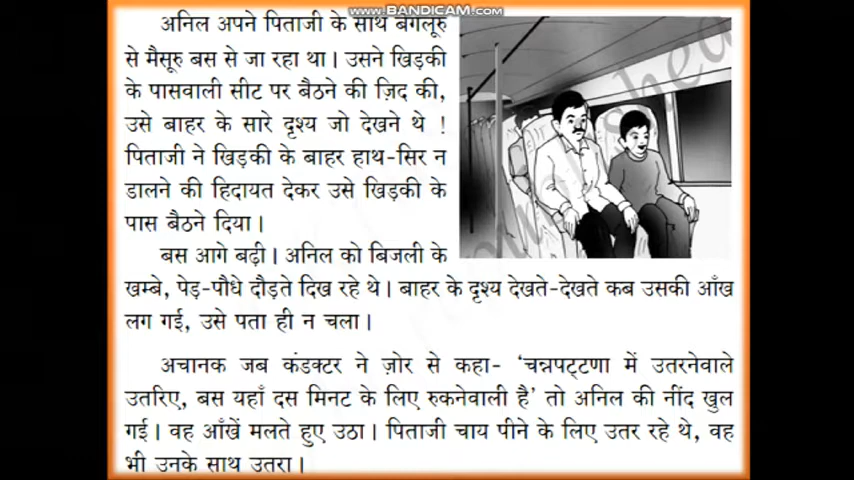 www.BANDICAM.com
अनिल अपने पिताजी के साथ बेंगलूरु
से मैसूरु बस से जा रहा था। उसने खिड़की
के पासवाली सीट पर बैठने की ज़िद की,
उसे बाहर के सारे दृश्य जो देखने थे !
पिताजी ने खिड़की के बाहर हाथ-सिर न
डालने की हिदायत देकर उसे खिड़की के
पास बैठने दिया।
बस आगे बढ़ी। अनिल को बिजली के
खम्बे, पेड़-पौधे दौड़ते दिख रहे थे। बाहर के दृश्य देखते-देखते कब उसकी आँख
लग गई, उसे पता ही न चला।
अचानक जब कंडक्टर ने ज़ोर से कहा- 'चन्नपट्टणा में उतरनेवाले
उतरिए, बस यहाँ दस मिनट के लिए रुकनेवाली है' तो अनिल की नींद खुल
गई। वह आँखें मलते हुए उठा। पिताजी चाय पीने के लिए उतर रहे थे, वह
भी उनके साथ उतरा।